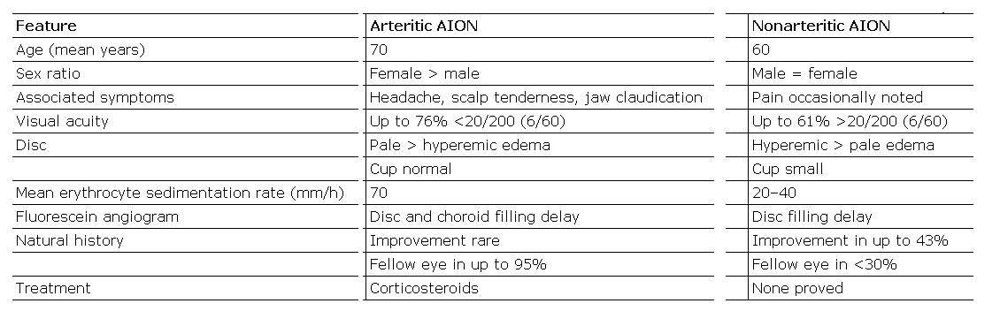 Feature Arteritic AION Nonarteritic AION
Age (mean years) 70 60
Sex ratio Female > male Male = female
Associated symptoms Headache, scalp tenderness, jaw claudication Pain occasionally noted
Visual acuity Up to 76% <20/200 (6/60) Up to 61% >20/200 (6/60)
Disc Pale > hyperemic edema Hyperemic > pale edema
Cup normal Cup small
Mean erythrocyte sedimentation rate (mm/h) 70 20–40
Fluorescein angiogram Disc and choroid filling delay Disc filling delay
Natural history Improvement rare Improvement in up to 43%
Fellow eye in up to 95% Fellow eye in <30%
Treatment Corticosteroids None proved